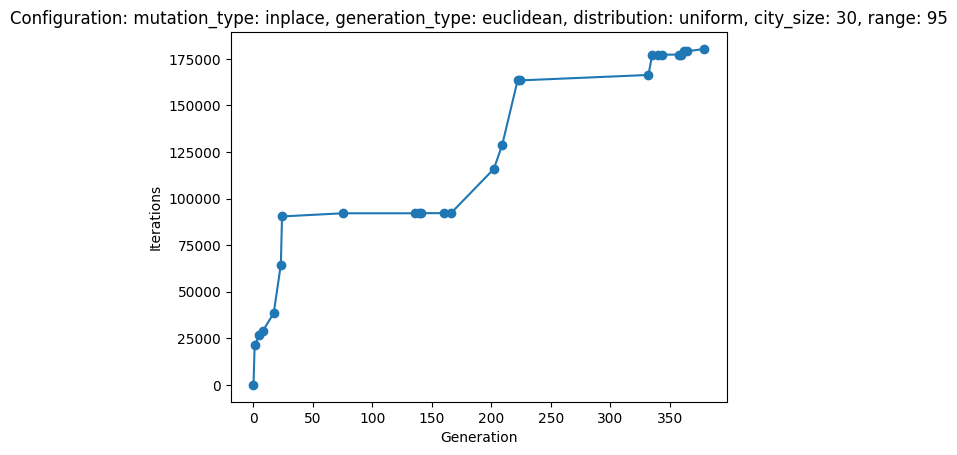 Configuration: mutation_type: inplace, generation_type: euclidean, distribution: uniform, city_size: 30, range: 95
175000
150000
125000
100000
75000
50000
25000
0
Iterations
0 50 100 150 200 250 300 350
Generation